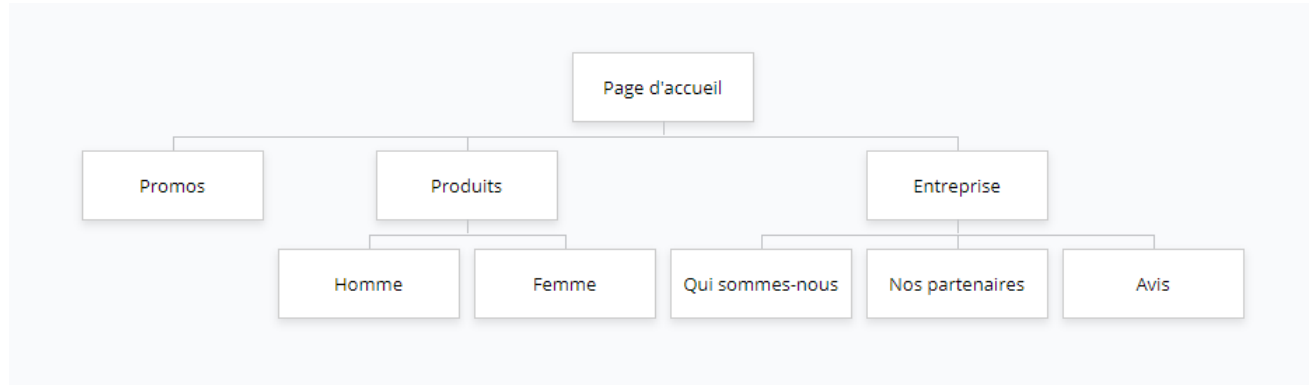 Page d'accueil
Promos
Produits
Entreprise
Homme
Femme
Qui sommes-nous
Nos partenaires
Avis